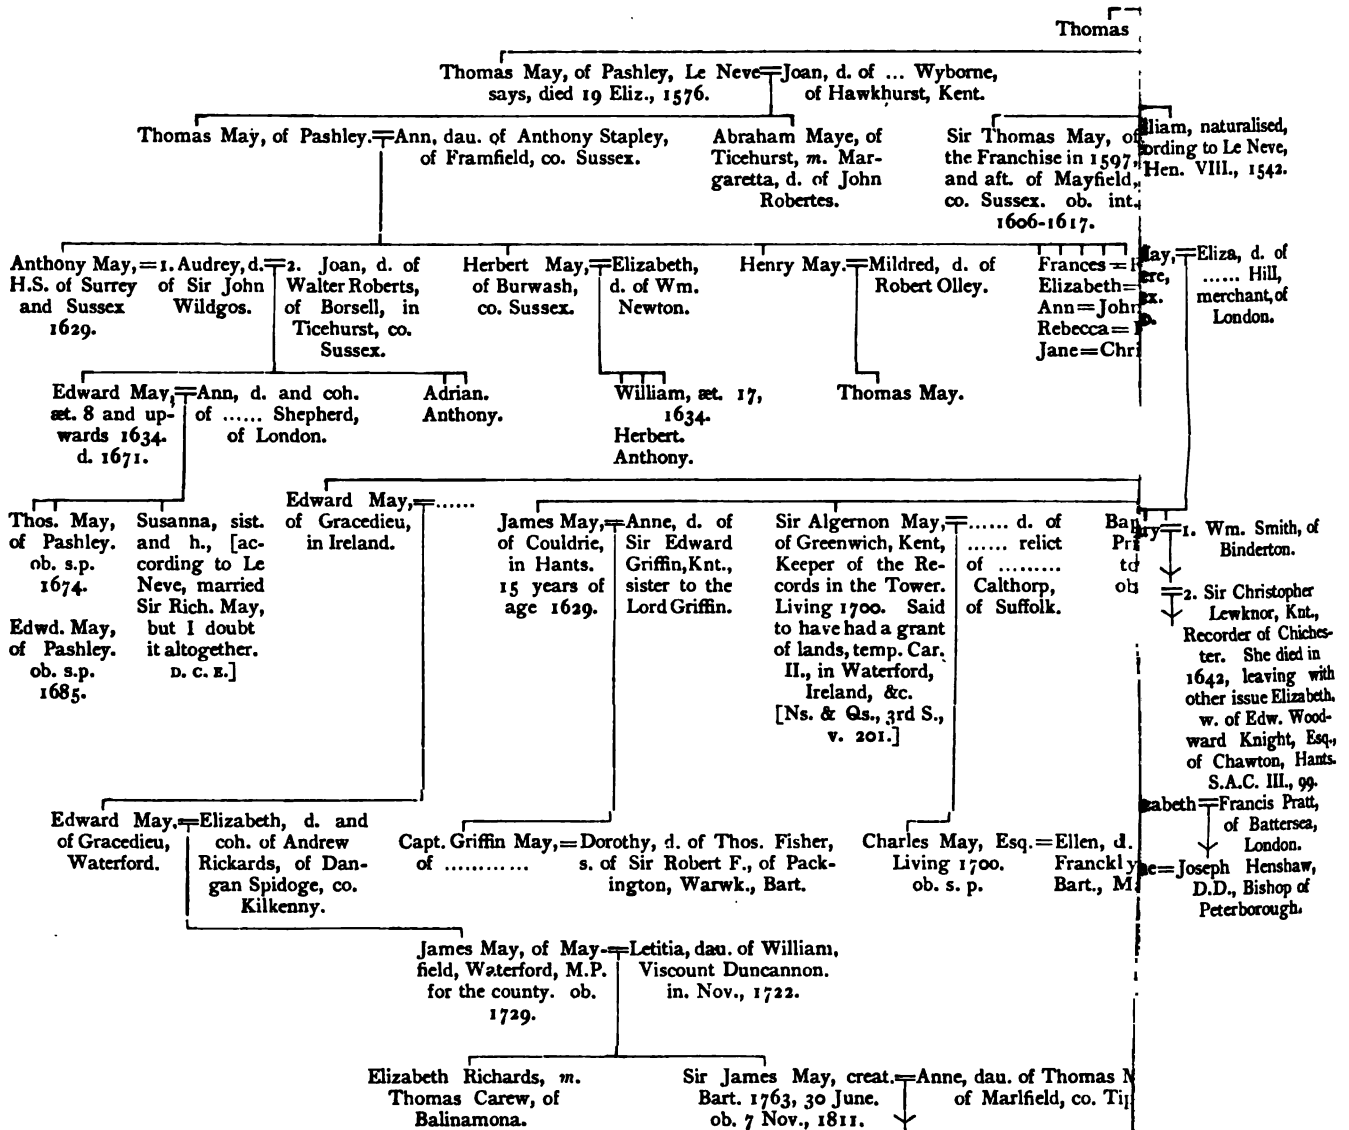 Thomas
Thomas May, of Pashley, Le Neve=Joan, d. of ... Wyborne,
says, died 19 Eliz., 1576. of Hawkhurst, Kent.
Thomas May, of Pashley.=Ann, dau. of Anthony Stapley,
of Framfield, co. Sussex.
Abraham Maye, of
Ticehurst, m. Mar-
garetta, d. of John
Robertes.
Sir Thomas May, of
the Franchise in 1597,
and aft. of Mayfield,
co. Sussex. ob. int.
1606-1617.
naturalised,
to Le Neve,
Hen. VIII., 1542.
Anthony May,=1. Audrey, d.=2. Joan, d. of
H.S. of Surrey of Sir John Walter Roberts,
and Sussex Wildgos. of Borsell, in
1629. Ticehurst, co.
Sussex.
Herbert May,=Elizabeth,
of Burwash, d. of Wm.
co. Sussex. Newton.
Henry May.=Mildred, d. of
Robert Olley.
Frances=
Elizabeth=
Ann=John
Rebecca=
Jane=Chri
=Eliza, d. of
...... Hill,
merchant, of
London.
Edward May,=Ann, d. and coh.
æt. 8 and up- of ...... Shepherd,
wards 1634. of London.
d. 1671.
Adrian.
Anthony.
William, æt. 17,
1634.
Herbert.
Anthony.
Thomas May.
Thos. May,
of Pashley.
ob. s.p.
1674.
Edwd. May,
of Pashley.
ob. s.p.
1685.
Susanna, sist.
and h., [ac-
cording to Le
Neve, married
Sir Rich. May,
but I doubt
it altogether.
D. C. E.]
Edward May,=......
of Gracedieu,
in Ireland.
James May,=Anne, d. of
of Couldrie, Sir Edward
in Hants. Griffin, Knt.,
15 years of sister to the
age 1629. Lord Griffin.
Sir Algernon May,=...... d. of
of Greenwich, Kent, ...... relict
Keeper of the Re- of .........
cords in the Tower. Calthorp,
Living 1700. Said of Suffolk.
to have had a grant
of lands, temp. Car.
II., in Waterford,
Ireland, &c.
[Ns. & Qs., 3rd S.,
v. 201.]
=1. Wm. Smith, of
Binderton.
=2. Sir Christopher
Lewknor, Knt.,
Recorder of Chiches-
ter. She died in
1642, leaving with
other issue Elizabeth.
w. of Edw. Wood-
ward Knight, Esq.,
of Chawton, Hants.
S.A.C. III., 99.
Edward May,=Elizabeth, d. and
of Gracedieu, coh. of Andrew
Waterford. Rickards, of Dan-
gan Spidoge, co.
Kilkenny.
Capt. Griffin May,=Dorothy, d. of Thos. Fisher,
of ............ s. of Sir Robert F., of Pack-
ington, Warwk., Bart.
Charles May, Esq.=Ellen, d.
Living 1700. Franckly
ob. s. p. Bart., M.
abeth=Francis Pratt,
of Battersea,
London.
ne=Joseph Henshaw,
D.D., Bishop of
Peterborough.
James May, of May-=Letitia, dau. of William,
field, Waterford, M.P. Viscount Duncannon.
for the county. ob. in. Nov., 1722.
1729.
Elizabeth Richards, m.
Thomas Carew, of
Balinamona.
Sir James May, creat.=Anne, dau. of Thomas
Bart. 1763, 30 June. of Marlfield, co. Tip
ob. 7 Nov., 1811.